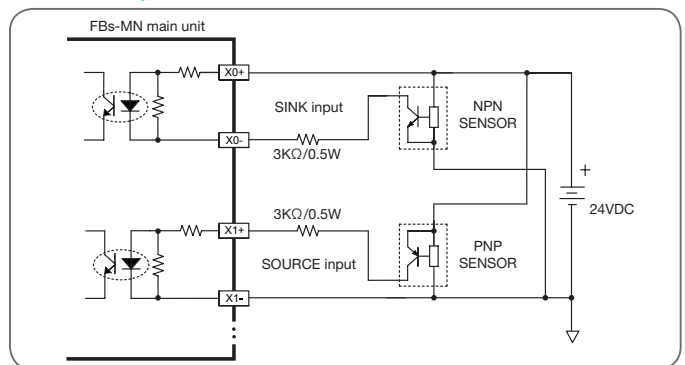 FBs-MN main unit
X0+
SINK input
NPN
SENSOR
X0-
3KΩ/0.5W
+
24VDC
3KΩ/0.5W
X1+
SOURCE input
PNP
SENSOR
X1-